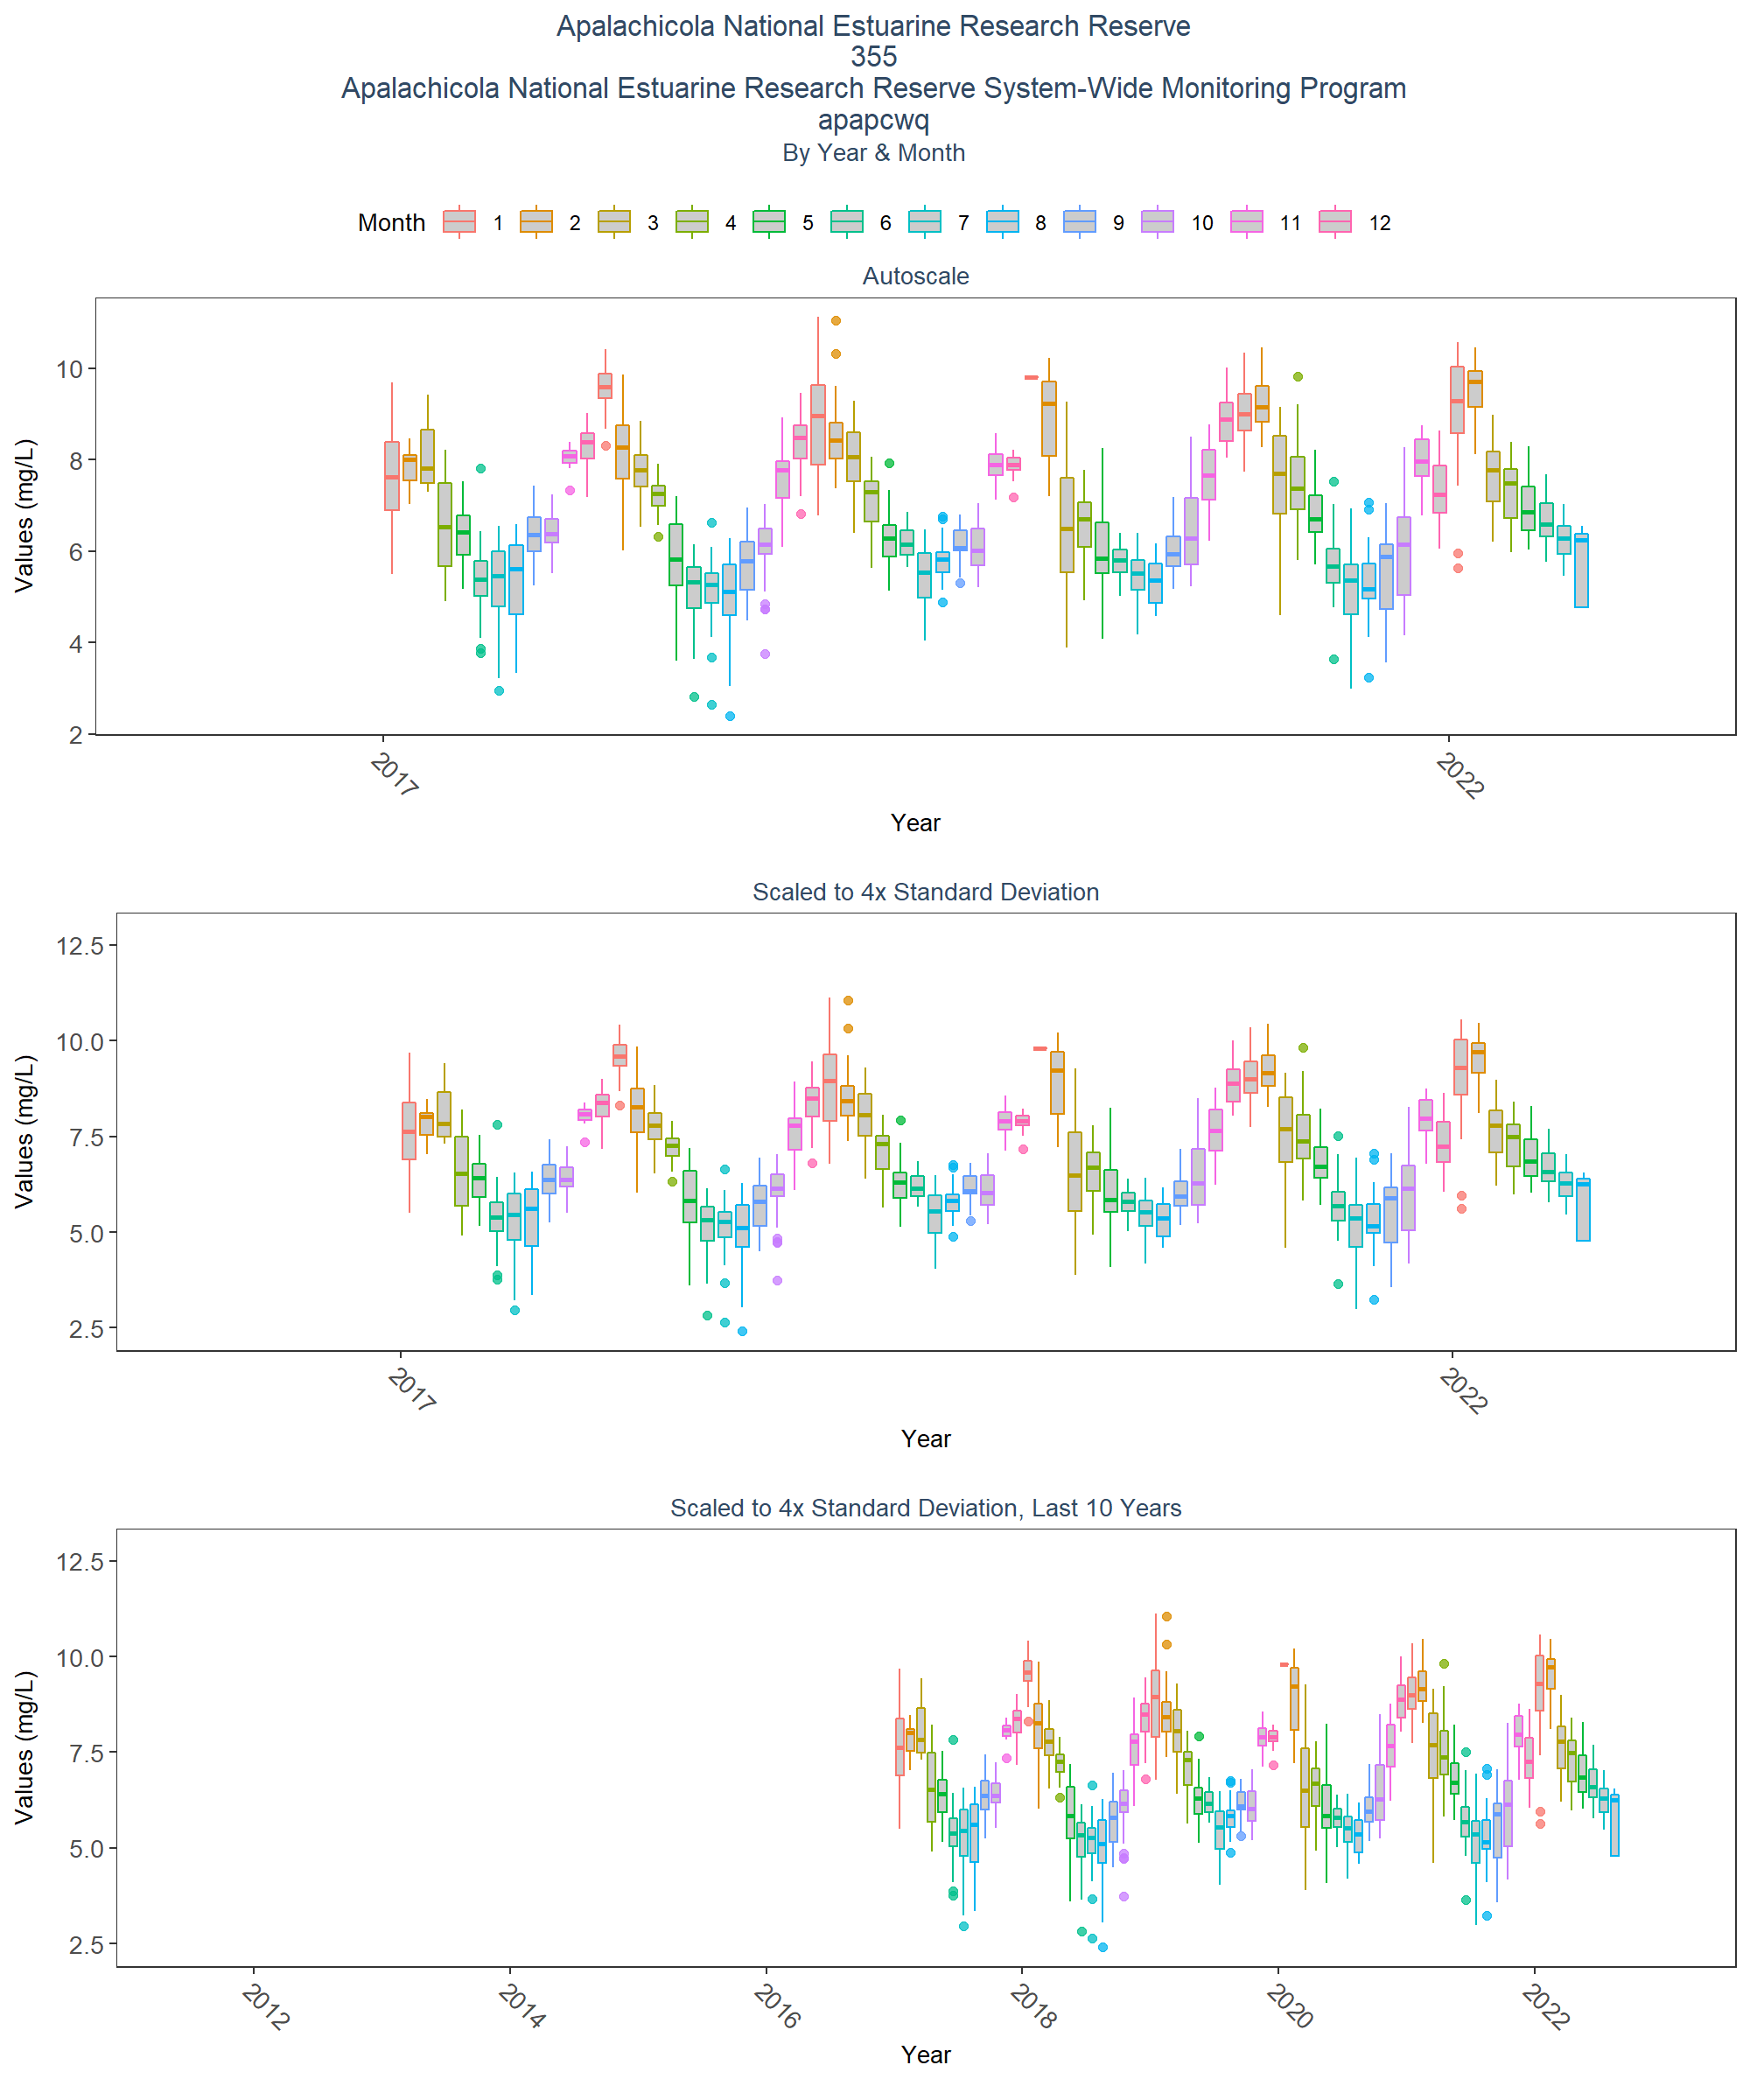 Apalachicola National Estuarine Research Reserve
355
Apalachicola National Estuarine Research Reserve System-Wide Monitoring Program
apapcwq
By Year & Month
Month 1 2 3 4 5 6 7 8 9 10 11 12
Autoscale
Values (mg/L)
10
8
6
4
2
2017 2022
Year
Scaled to 4x Standard Deviation
Values (mg/L)
12.5
10.0
7.5
5.0
2.5
2017 2022
Year
Scaled to 4x Standard Deviation, Last 10 Years
Values (mg/L)
12.5
10.0
7.5
5.0
2.5
2012 2014 2016 2018 2020 2022
Year